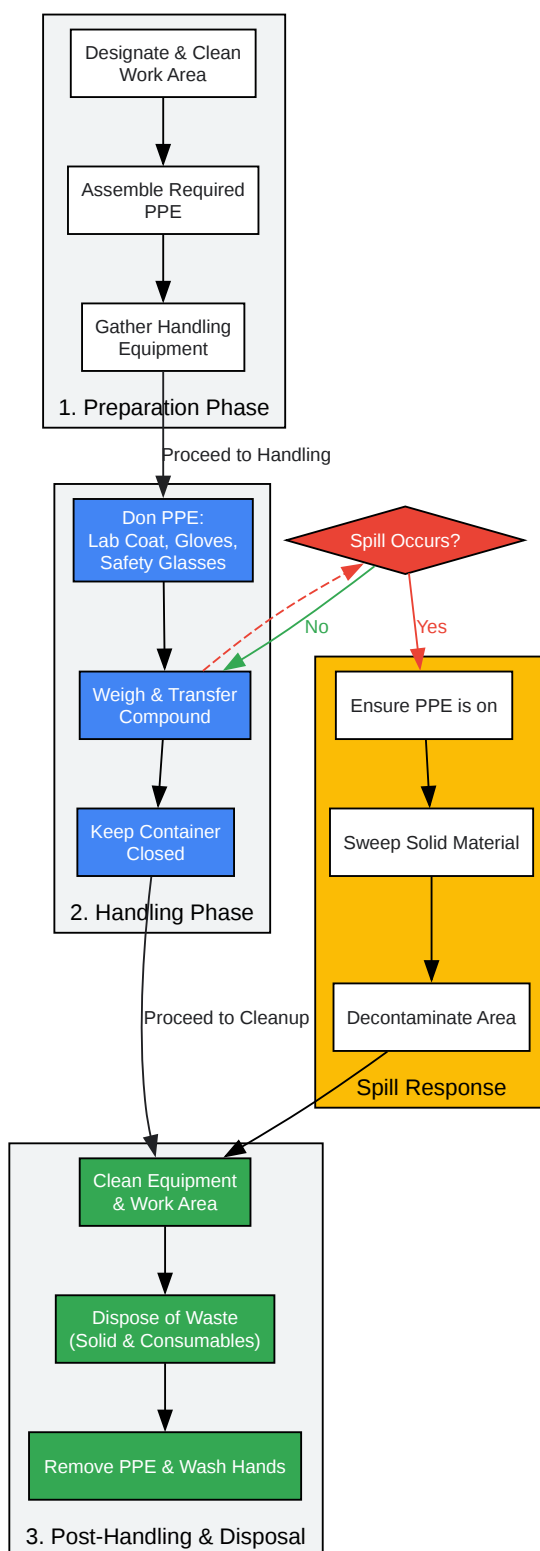 Designate & Clean
Work Area
Assemble Required
PPE
Gather Handling
Equipment
1. Preparation Phase
Proceed to Handling
Don PPE:
Lab Coat, Gloves,
Safety Glasses
Spill Occurs?
No
Yes
Weigh & Transfer
Compound
Ensure PPE is on
Keep Container
Closed
Sweep Solid Material
2. Handling Phase
Proceed to Cleanup
Decontaminate Area
Spill Response
Clean Equipment
& Work Area
Dispose of Waste
(Solid & Consumables)
Remove PPE & Wash Hands
3. Post-Handling & Disposal